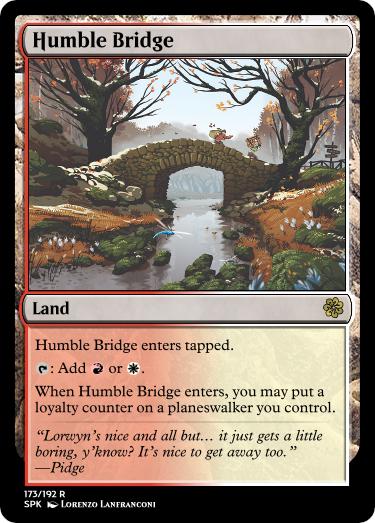 Humble Bridge
Land
Humble Bridge enters tapped.
: Add or .
When Humble Bridge enters, you may put a
loyalty counter on a planeswalker you control.
“Lorwyn's nice and all but… it just gets a little
boring, y'know? It's nice to get away too.”
—Pidge
173/192 R
SPK Lorenzo Lanfranconi